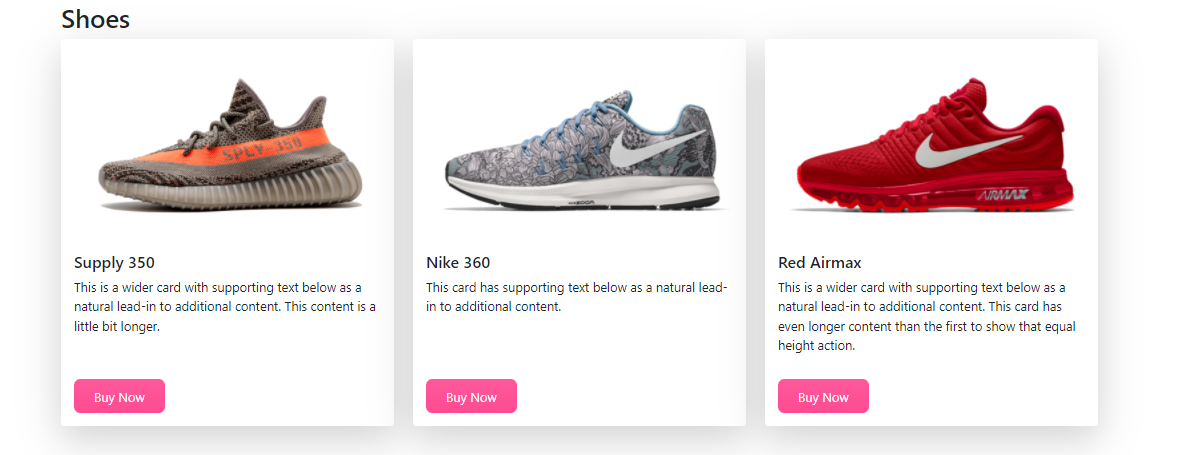 Shoes
SPLY-350
ZOOM
AIRMAX
Supply 350
This is a wider card with supporting text below as a
natural lead-in to additional content. This content is a
little bit longer.
Buy Now
Nike 360
This card has supporting text below as a natural lead-
in to additional content.
Buy Now
Red Airmax
This is a wider card with supporting text below as a
natural lead-in to additional content. This card has
even longer content than the first to show that equal
height action.
Buy Now